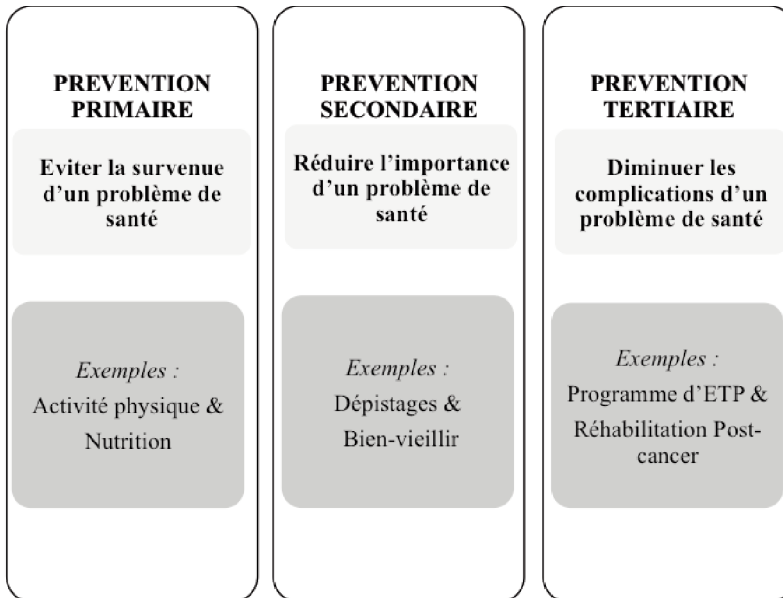 PREVENTION
PRIMAIRE
Eviter la survenue
d'un problème de
santé
Exemples :
Activité physique &
Nutrition
PREVENTION
SECONDAIRE
Réduire l'importance
d'un problème de
santé
Exemples :
Dépistages &
Bien-vieillir
PREVENTION
TERTIAIRE
Diminuer les
complications d'un
problème de santé
Exemples :
Programme d'ETP &
Réhabilitation Post-
cancer